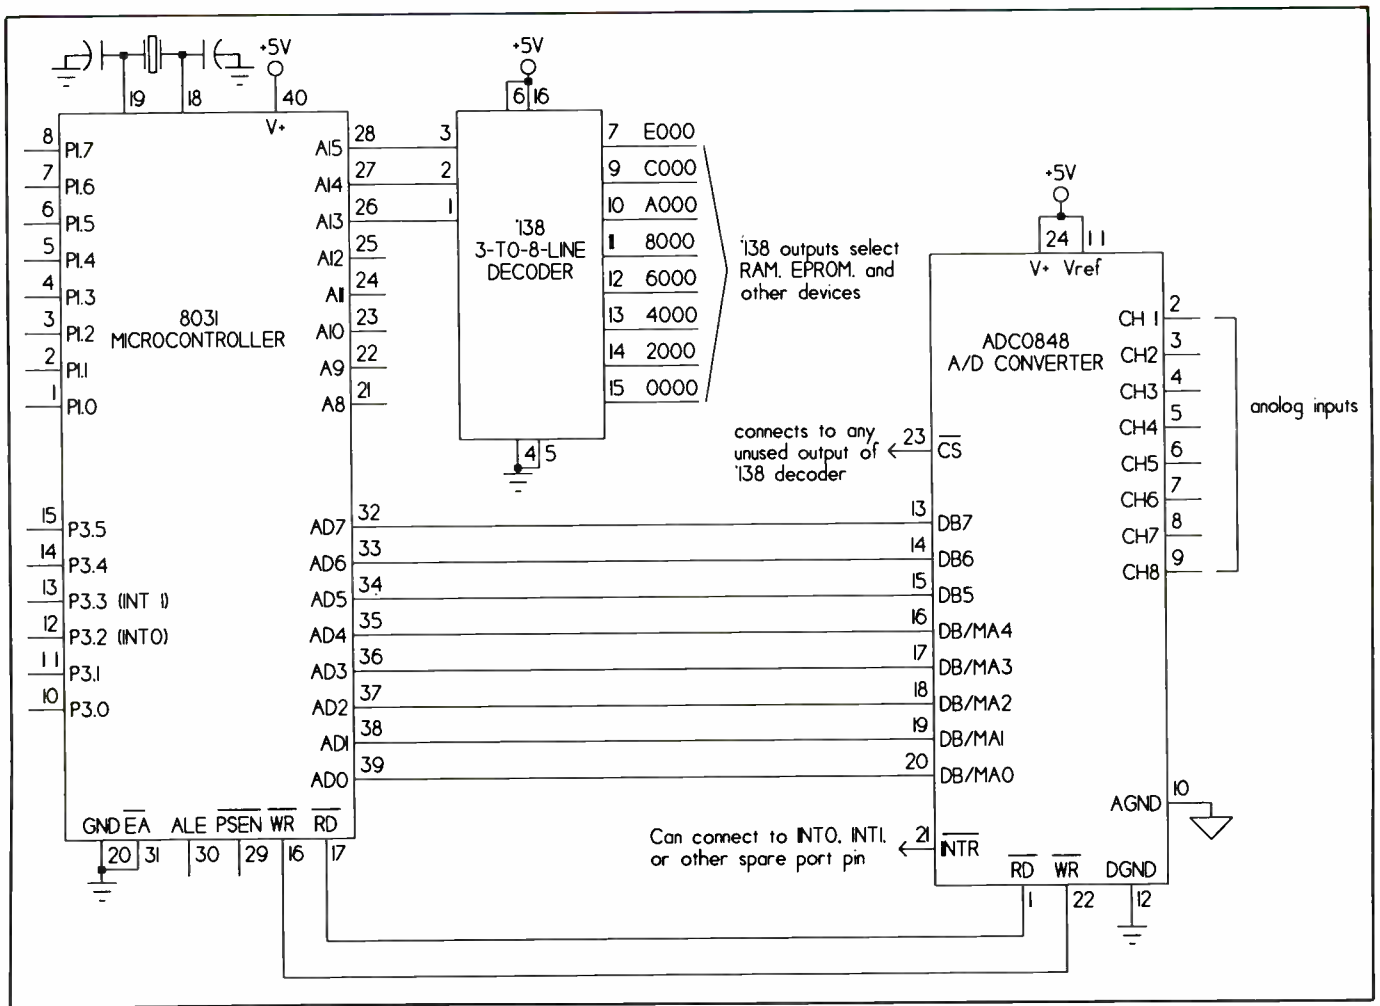 +5V
19 18 40
V+
8031
MICROCONTROLLER
8 P1.7
7 P1.6
6 P1.5
5 P1.4
4 P1.3
3 P1.2
2 P1.1
1 P1.0
15 P3.5
14 P3.4
13 P3.3 (INT 1)
12 P3.2 (INT0)
11 P3.1
10 P3.0
A15 28
A14 27
A13 26
A12 25
A11 24
A10 23
A9 22
A8 21
AD7 32
AD6 33
AD5 34
AD4 35
AD3 36
AD2 37
AD1 38
AD0 39
GND EA ALE PSEN WR RD
20 31 30 29 16 17
+5V
6 16
3
2
1
'138
3-TO-8-LINE
DECODER
7 E000
9 C000
10 A000
11 8000
12 6000
13 4000
14 2000
15 0000
4 5
'138 outputs select
RAM, EPROM, and
other devices
+5V
24 11
V+ Vref
ADC0848
A/D CONVERTER
CH 1 2
CH2 3
CH3 4
CH4 5
CH5 6
CH6 7
CH7 8
CH8 9
analog inputs
connects to any
unused output of
'138 decoder
23 CS
13 DB7
14 DB6
15 DB5
16 DB/MA4
17 DB/MA3
18 DB/MA2
19 DB/MA1
20 DB/MA0
AGND 10
Can connect to INT0, INT1,
or other spare port pin
21 INTR
RD WR DGND
1 22 12